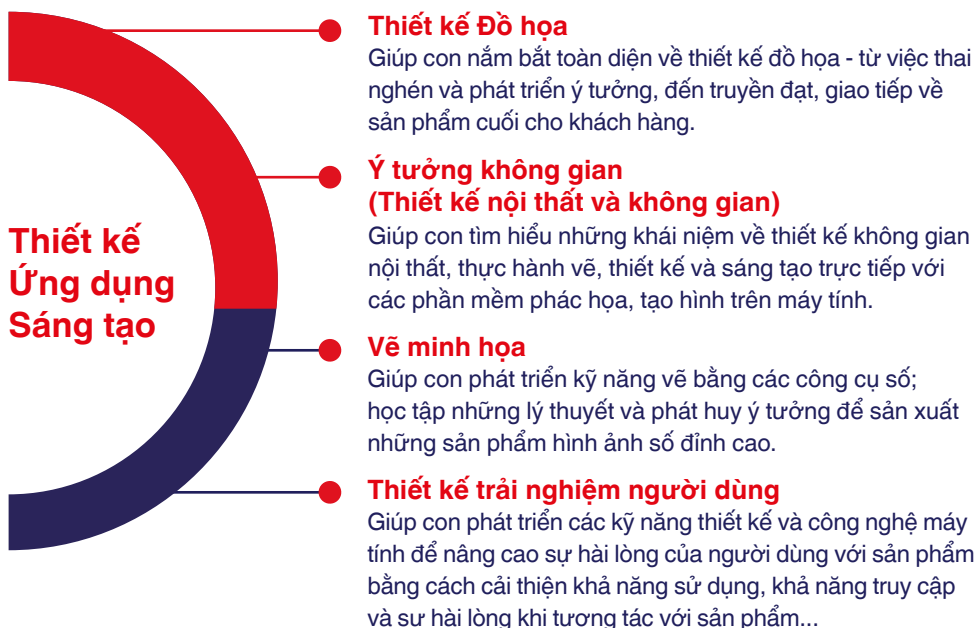 Thiết kế
Ứng dụng
Sáng tạo
Thiết kế Đồ họa
Giúp con nắm bắt toàn diện về thiết kế đồ họa - từ việc thai
nghén và phát triển ý tưởng, đến truyền đạt, giao tiếp về
sản phẩm cuối cho khách hàng.
Ý tưởng không gian
(Thiết kế nội thất và không gian)
Giúp con tìm hiểu những khái niệm về thiết kế không gian
nội thất, thực hành vẽ, thiết kế và sáng tạo trực tiếp với
các phần mềm phác họa, tạo hình trên máy tính.
Vẽ minh họa
Giúp con phát triển kỹ năng vẽ bằng các công cụ số;
học tập những lý thuyết và phát huy ý tưởng để sản xuất
những sản phẩm hình ảnh số đỉnh cao.
Thiết kế trải nghiệm người dùng
Giúp con phát triển các kỹ năng thiết kế và công nghệ máy
tính để nâng cao sự hài lòng của người dùng với sản phẩm
bằng cách cải thiện khả năng sử dụng, khả năng truy cập
và sự hài lòng khi tương tác với sản phẩm...